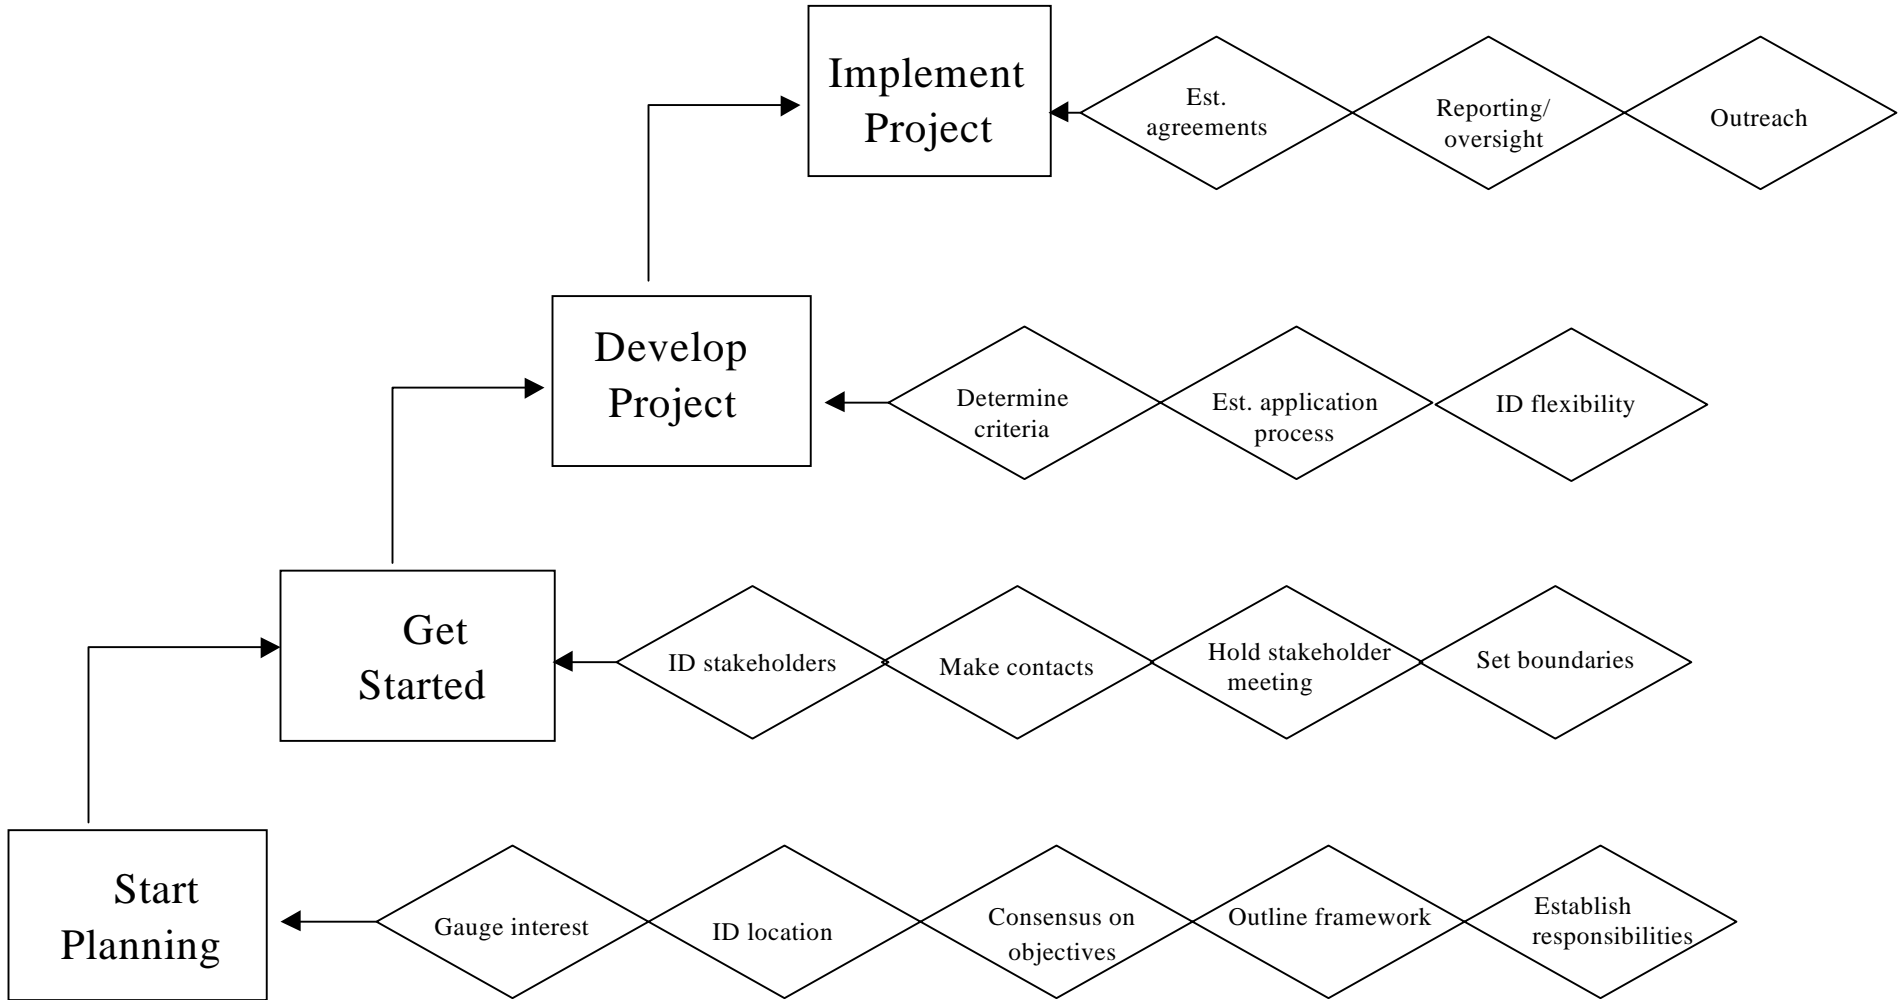 Implement
Project
Est.
agreements
Reporting/
oversight
Outreach
Develop
Project
Determine
criteria
Est. application
process
ID flexibility
Get
Started
ID stakeholders
Make contacts
Hold stakeholder
meeting
Set boundaries
Start
Planning
Gauge interest
ID location
Consensus on
objectives
Outline framework
Establish
responsibilities